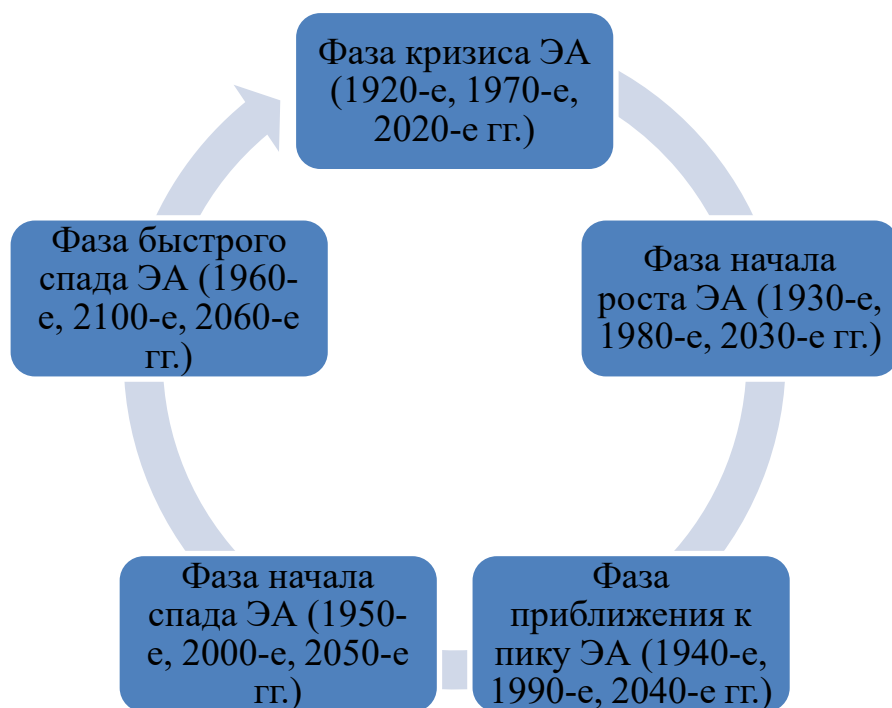 Фаза кризиса ЭА
(1920-е, 1970-е,
2020-е гг.)
Фаза начала
роста ЭА (1930-е,
1980-е, 2030-е гг.)
Фаза
приближения к
пику ЭА (1940-е,
1990-е, 2040-е гг.)
Фаза начала
спада ЭА (1950-
е, 2000-е, 2050-е
гг.)
Фаза быстрого
спада ЭА (1960-
е, 2100-е, 2060-е
гг.)